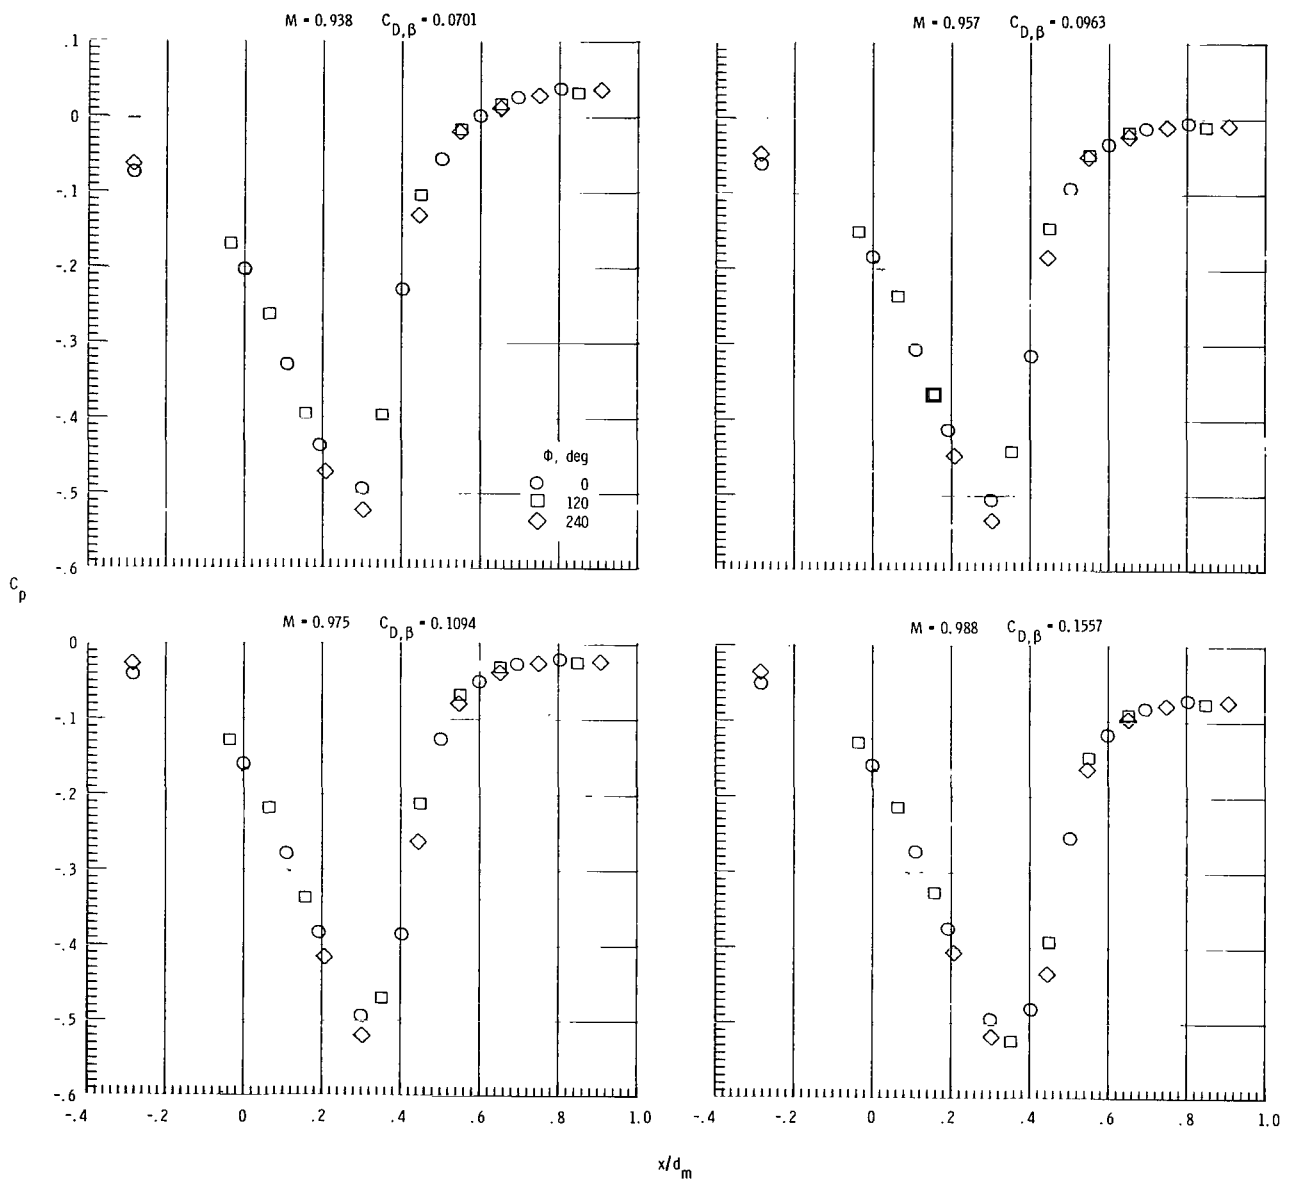 M = 0.938 C_D,β = 0.0701
M = 0.957 C_D,β = 0.0963
.1
0
-.1
-.2
-.3
-.4
-.5
-.6
Φ, deg
0
120
240
C_p
M = 0.975 C_D,β = 0.1094
M = 0.988 C_D,β = 0.1557
0
-.1
-.2
-.3
-.4
-.5
-.6
-.4 -.2 0 .2 .4 .6 .8 1.0
-.4 -.2 0 .2 .4 .6 .8 1.0
x/d_m